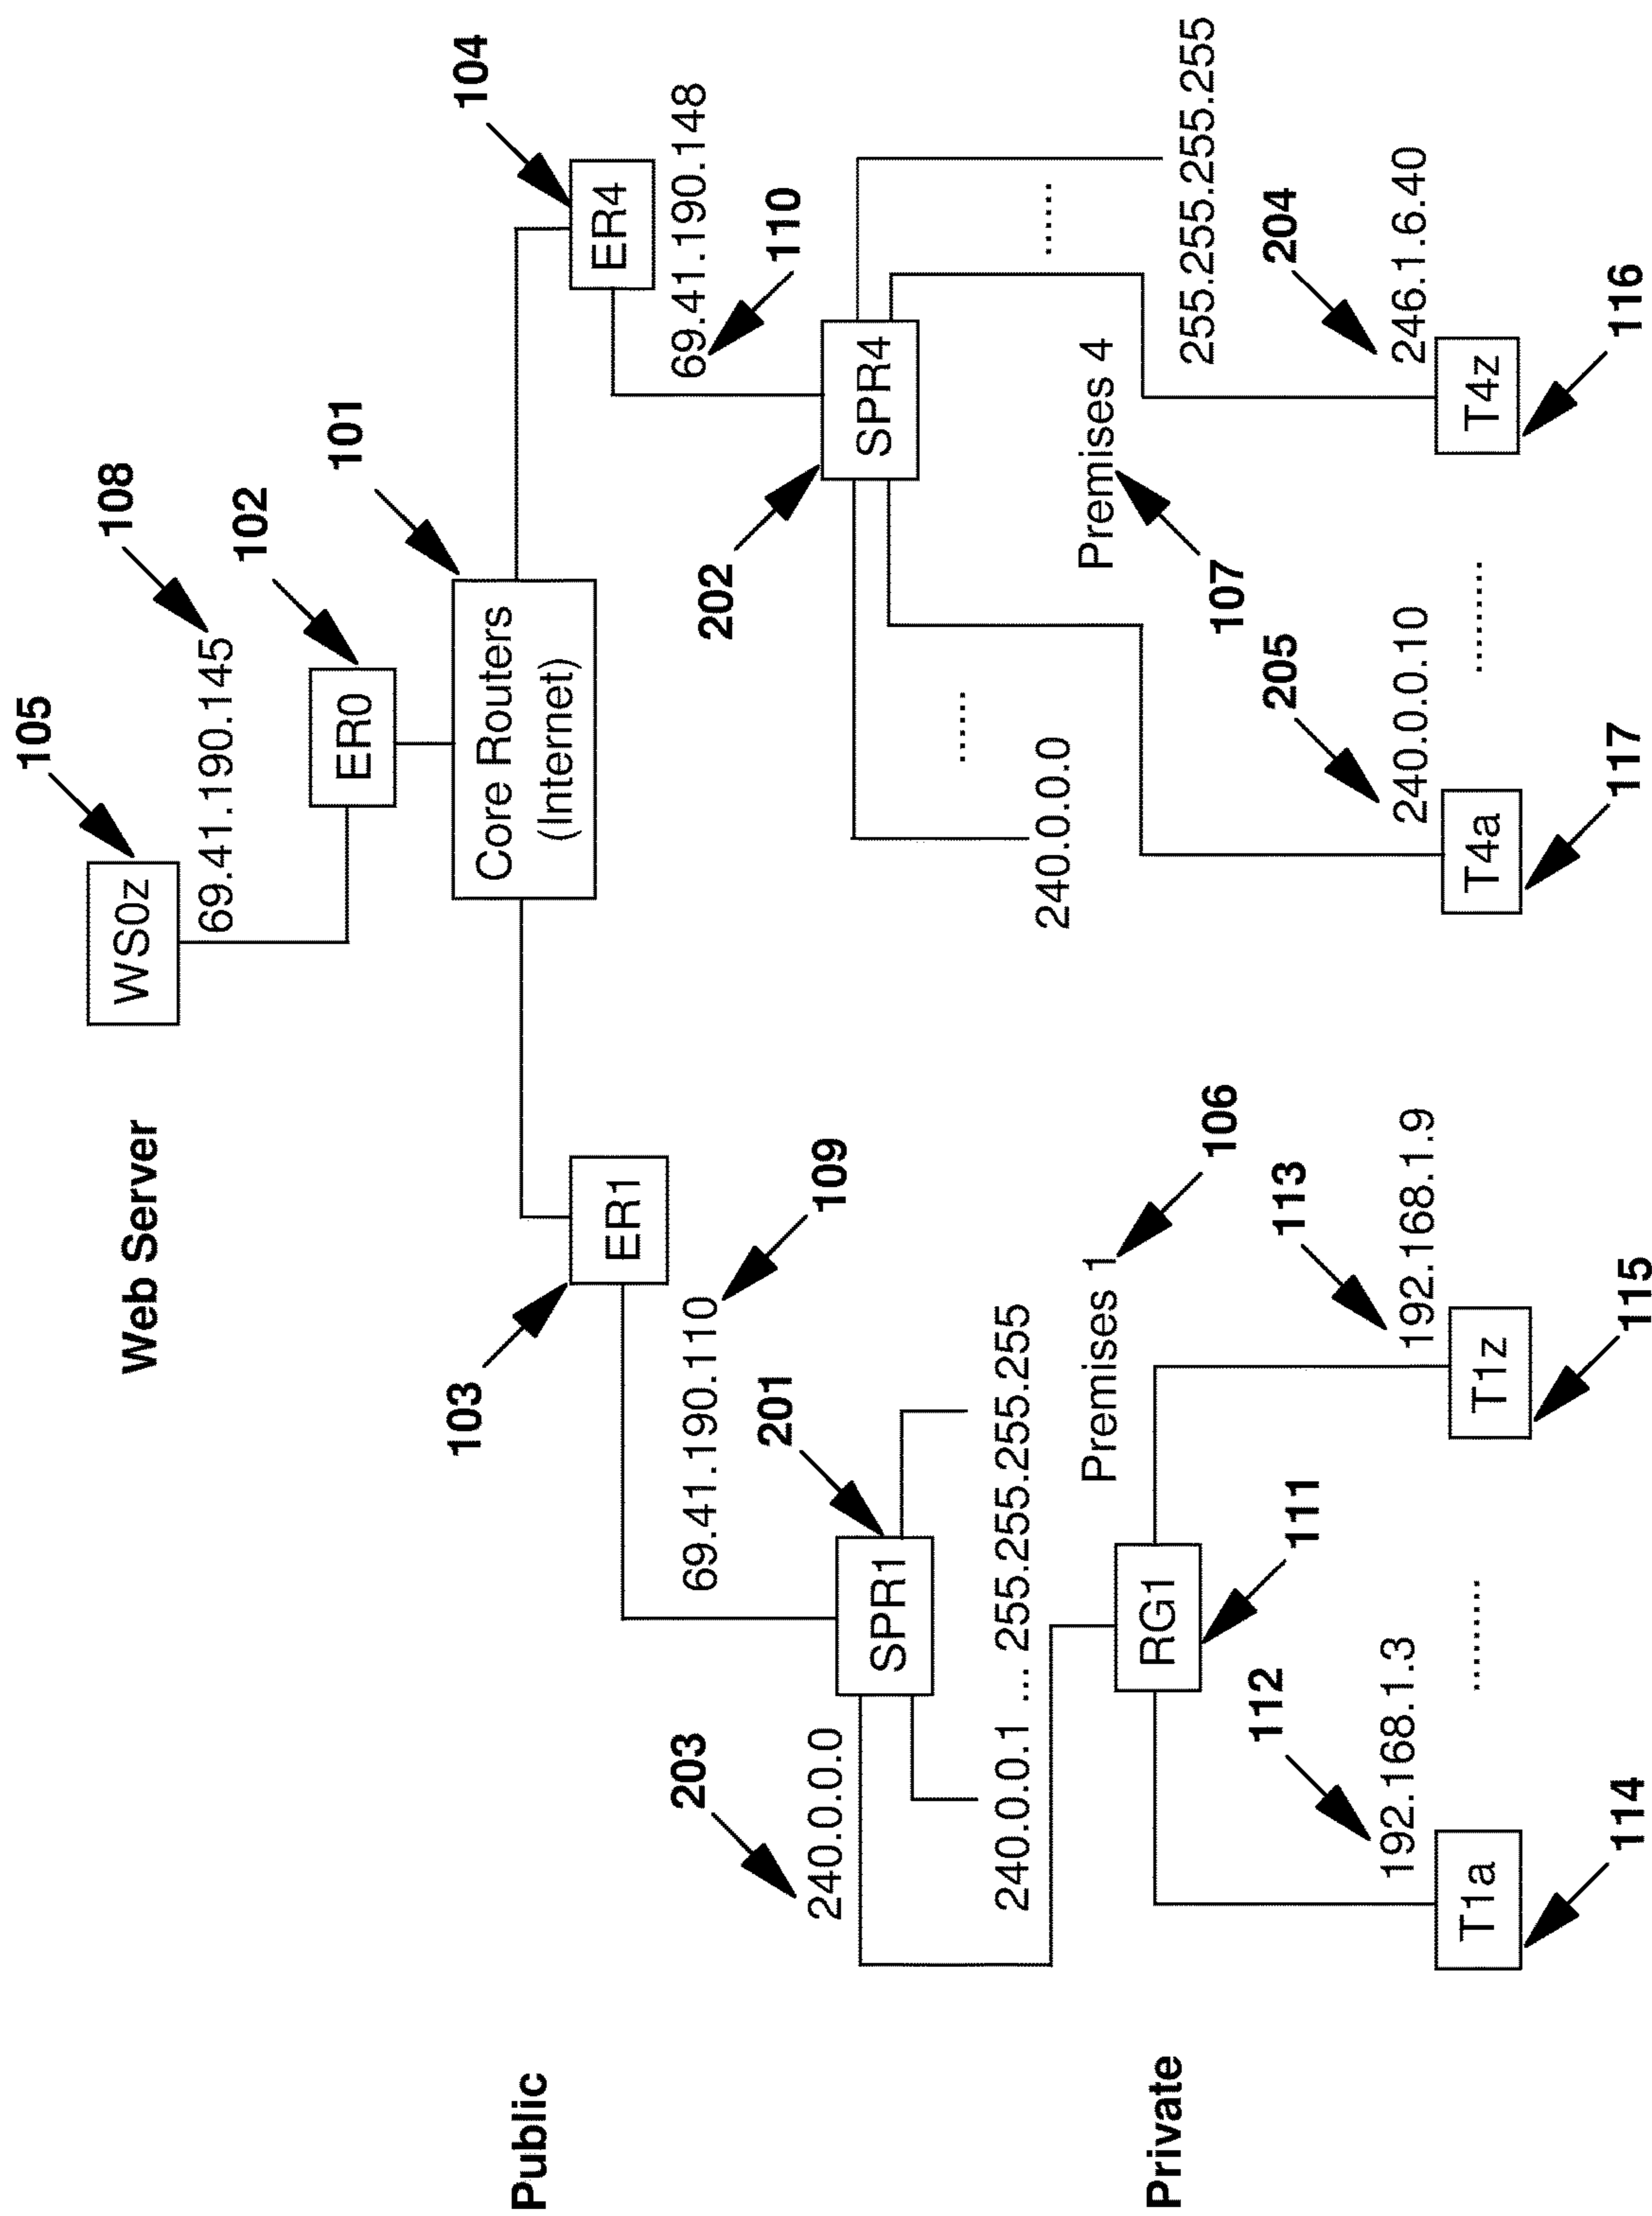 Web Server
105
WS0z
108
69.41.190.145
102
ER0
101
Core Routers
(Internet)
Public
103
ER1
104
ER4
69.41.190.110
109
69.41.190.148
110
203
240.0.0.0
201
SPR1
202
SPR4
240.0.0.1 ... 255.255.255.255
240.0.0.0
......
......
255.255.255.255
Private
Premises 1
106
Premises 4
107
RG1
111
112
192.168.1.3
113
192.168.1.9
205
240.0.0.10
204
246.1.6.40
T1a
114
........
T1z
115
T4a
117
........
T4z
116